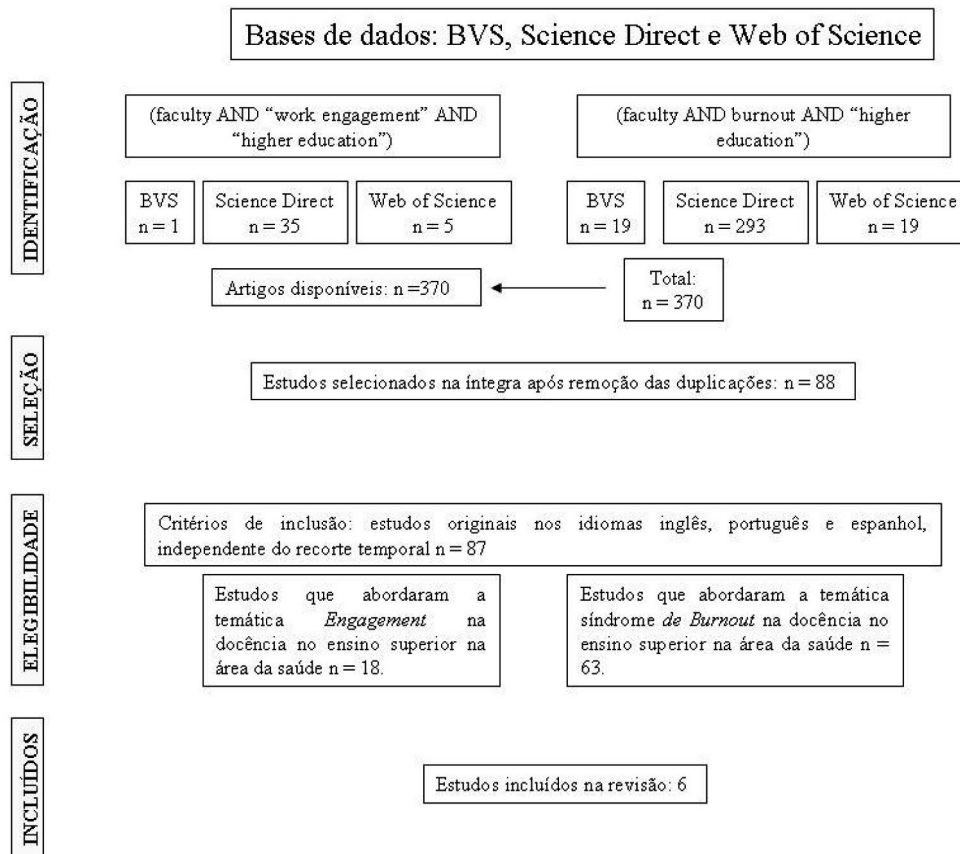 Bases de dados: BVS, Science Direct e Web of Science
IDENTIFICAÇÃO
(faculty AND “work engagement” AND
“higher education”)
(faculty AND burnout AND “higher
education”)
BVS
n = 1
Science Direct
n = 35
Web of Science
n = 5
BVS
n = 19
Science Direct
n = 293
Web of Science
n = 19
Artigos disponíveis: n =370
Total:
n = 370
SELEÇÃO
Estudos selecionados na íntegra após remoção das duplicações: n = 88
ELEGIBILIDADE
Critérios de inclusão: estudos originais nos idiomas inglês, português e espanhol,
independente do recorte temporal n = 87
Estudos que abordaram a
temática Engagement na
docência no ensino superior na
área da saúde n = 18.
Estudos que abordaram a temática
síndrome de Burnout na docência no
ensino superior na área da saúde n =
63.
INCLUÍDOS
Estudos incluídos na revisão: 6